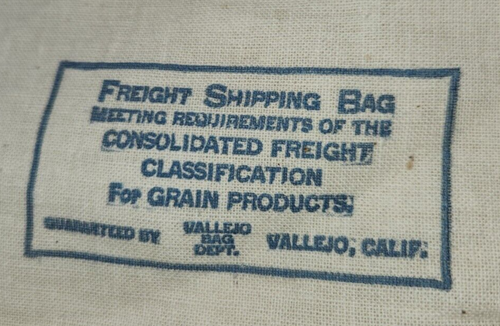 FREIGHT SHIPPING BAG
MEETING REQUIREMENTS OF THE
CONSOLIDATED FREIGHT
CLASSIFICATION
FOR GRAIN PRODUCTS.
GUARANTEED BY VALLEJO BAG DEPT. VALLEJO, CALIF.